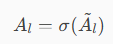 A_l = σ(Ã_l)